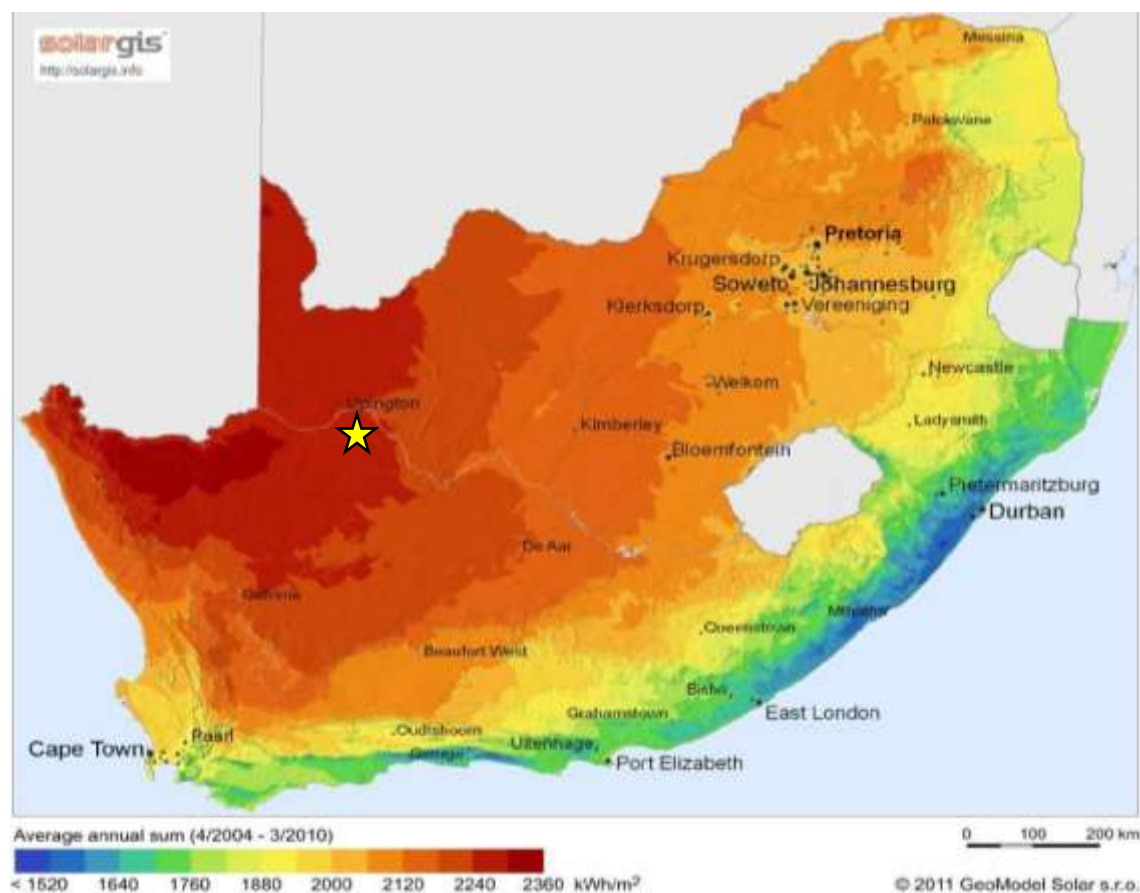 solargis
http://solargis.info
Messina
Polokwane
Pretoria
Krugersdorp
Soweto Johannesburg
Klerksdorp Vereeniging
Newcastle
Welkom
Upington
Ladysmith
Kimberley
Bloemfontein
Pietermaritzburg
Durban
De Aar
Calvinia
Mthatha
Queenstown
Beaufort West
Bisho
Grahamstown East London
Oudtshoorn
Paarl
Uitenhage
Cape Town
George
Port Elizabeth
Average annual sum (4/2004 - 3/2010)
0 100 200 km
< 1520 1640 1760 1880 2000 2120 2240 2360 kWh/m²
© 2011 GeoModel Solar s.r.o.